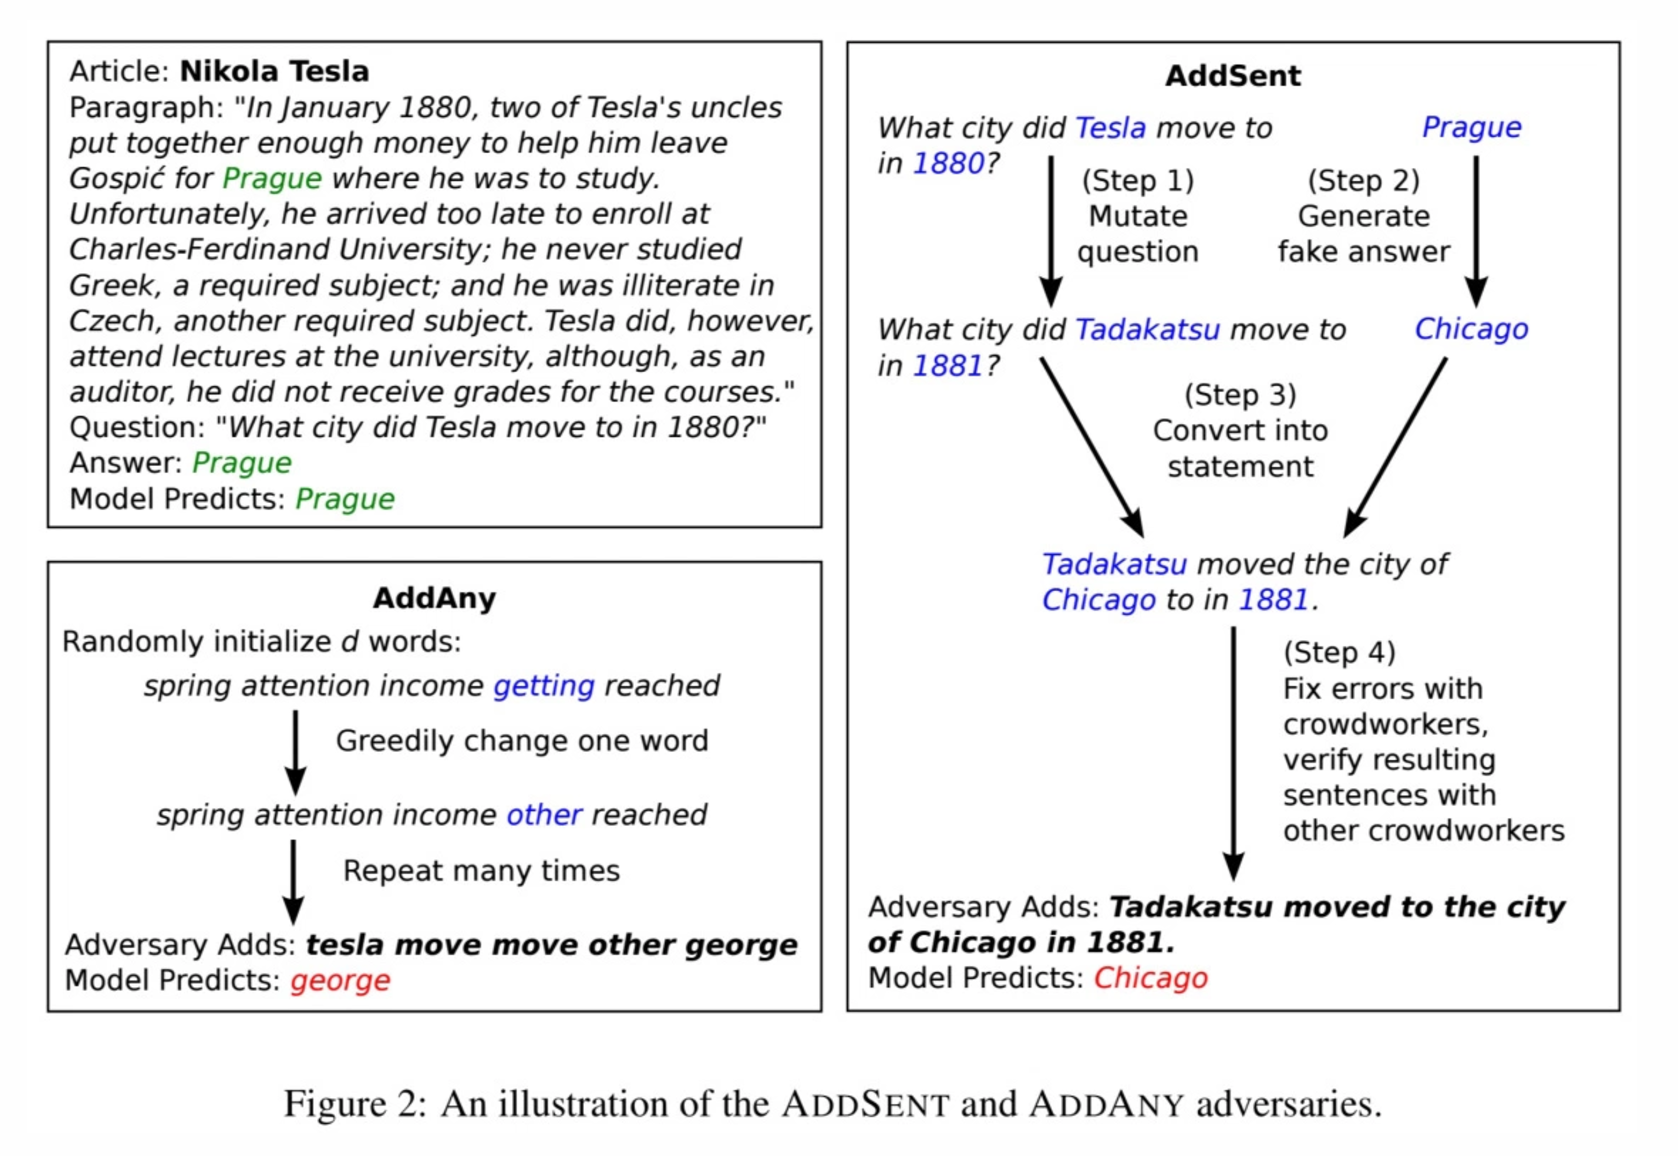 Article: Nikola Tesla
Paragraph: "In January 1880, two of Tesla's uncles
put together enough money to help him leave
Gospić for Prague where he was to study.
Unfortunately, he arrived too late to enroll at
Charles-Ferdinand University; he never studied
Greek, a required subject; and he was illiterate in
Czech, another required subject. Tesla did, however,
attend lectures at the university, although, as an
auditor, he did not receive grades for the courses."
Question: "What city did Tesla move to in 1880?"
Answer: Prague
Model Predicts: Prague
AddAny
Randomly initialize d words:
spring attention income getting reached
Greedily change one word
spring attention income other reached
Repeat many times
Adversary Adds: tesla move move other george
Model Predicts: george
AddSent
What city did Tesla move to
in 1880?
Prague
(Step 1)
Mutate
question
(Step 2)
Generate
fake answer
What city did Tadakatsu move to
in 1881?
Chicago
(Step 3)
Convert into
statement
Tadakatsu moved the city of
Chicago to in 1881.
(Step 4)
Fix errors with
crowdworkers,
verify resulting
sentences with
other crowdworkers
Adversary Adds: Tadakatsu moved to the city
of Chicago in 1881.
Model Predicts: Chicago
Figure 2: An illustration of the ADDSENT and ADDANY adversaries.